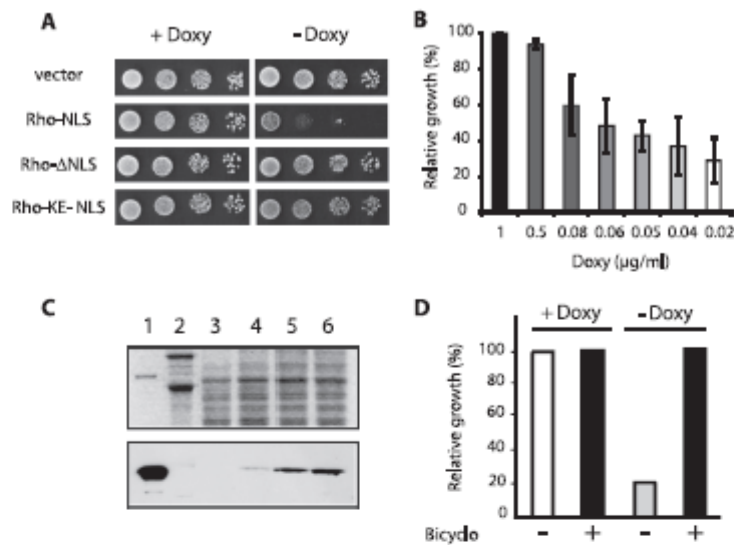 A
+ Doxy
- Doxy
vector
Rho-NLS
Rho-ΔNLS
Rho-KE-NLS
B
Relative growth (%)
100
80
60
40
20
0
1 0.5 0.08 0.06 0.05 0.04 0.02
Doxy (μg/ml)
C
1 2 3 4 5 6
D
+ Doxy
- Doxy
Relative growth (%)
100
80
60
40
20
0
Bicyclo - + - +